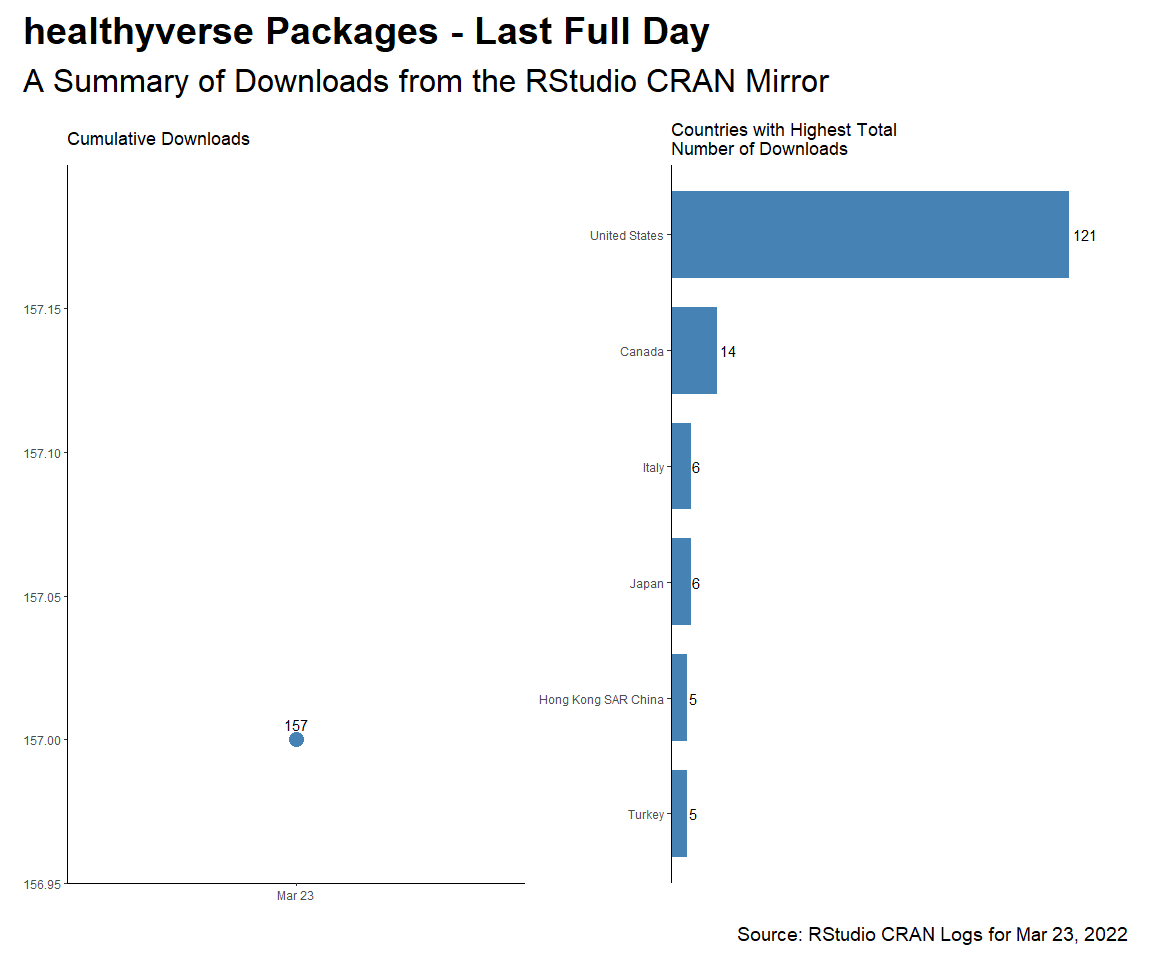 healthyverse Packages - Last Full Day
A Summary of Downloads from the RStudio CRAN Mirror
Cumulative Downloads
157.15
157.10
157.05
157.00
156.95
157
Mar 23
Countries with Highest Total
Number of Downloads
United States
121
Canada
14
Italy
6
Japan
6
Hong Kong SAR China
5
Turkey
5
Source: RStudio CRAN Logs for Mar 23, 2022